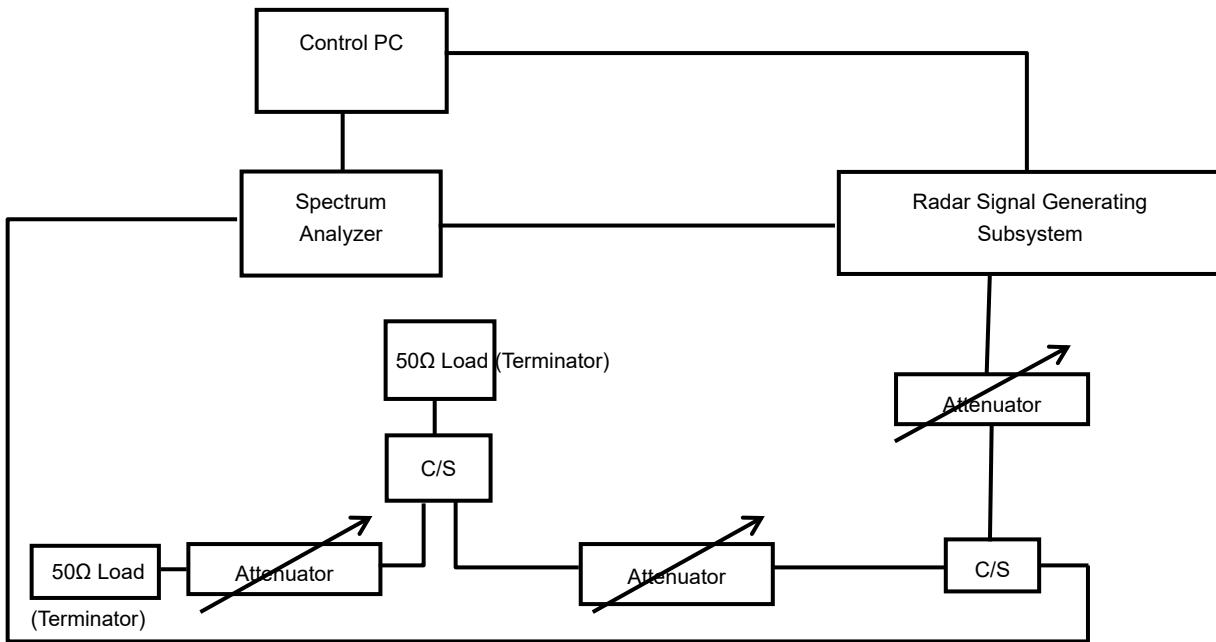 Control PC
Spectrum
Analyzer
Radar Signal Generating
Subsystem
50Ω Load (Terminator)
Attenuator
C/S
50Ω Load
(Terminator)
Attenuator
Attenuator
C/S